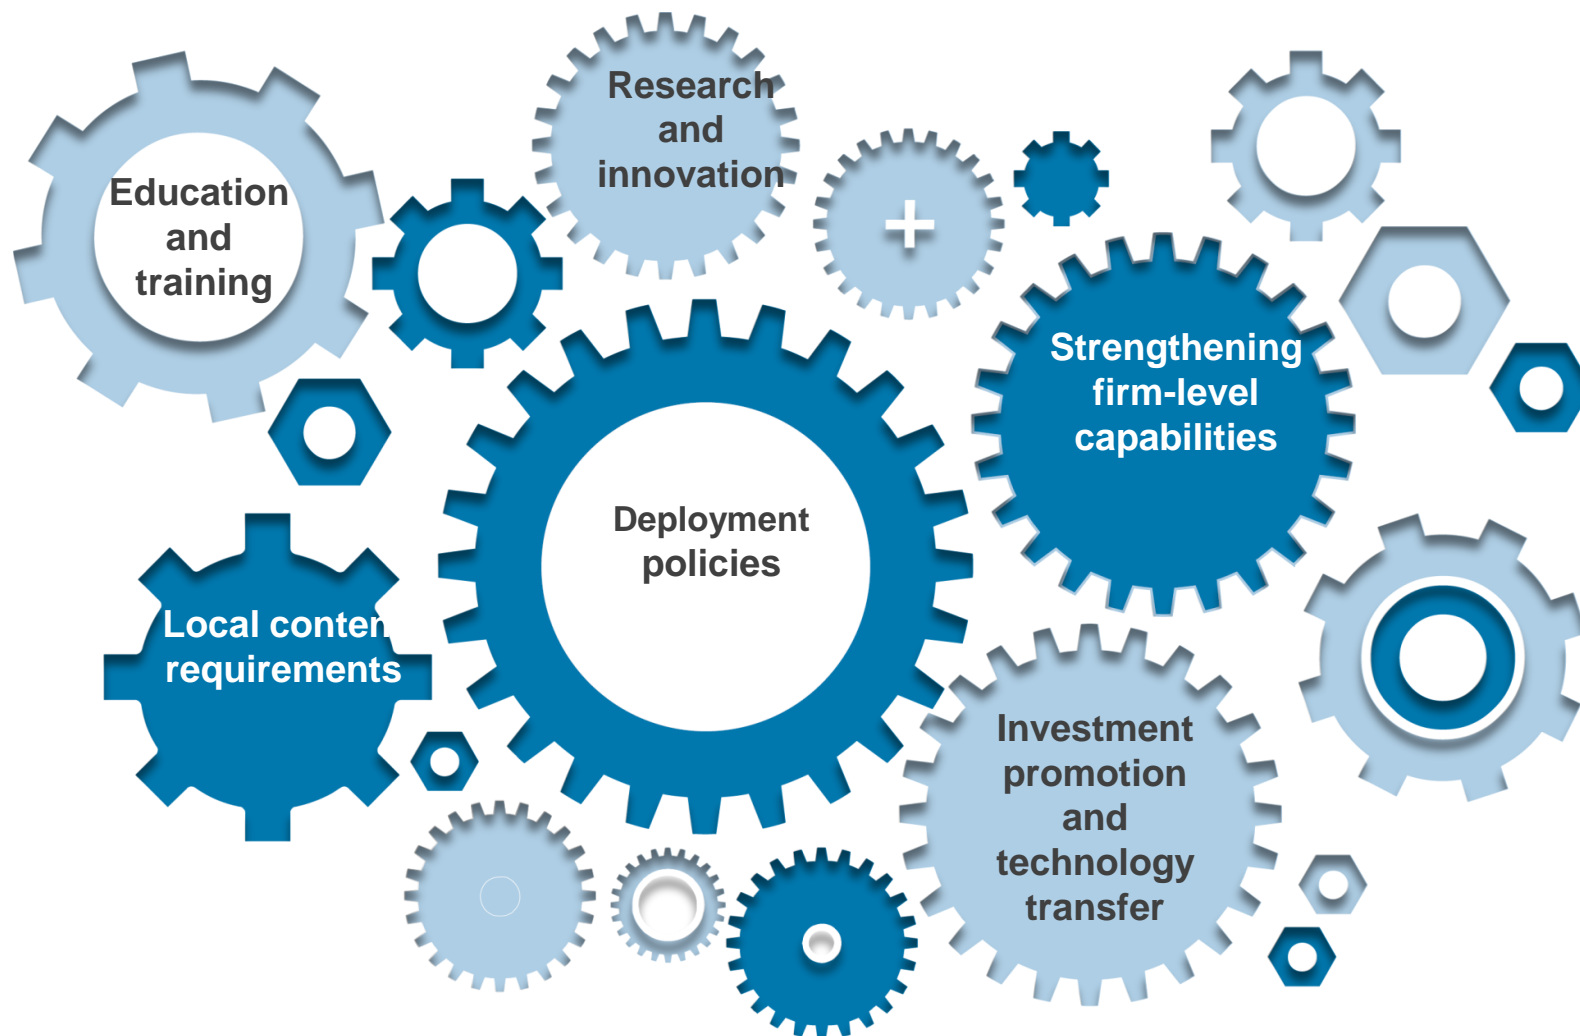 Research
and
innovation
Education
and
training
Strengthening
firm-level
capabilities
Deployment
policies
Local conten
requirements
Investment
promotion
and
technology
transfer